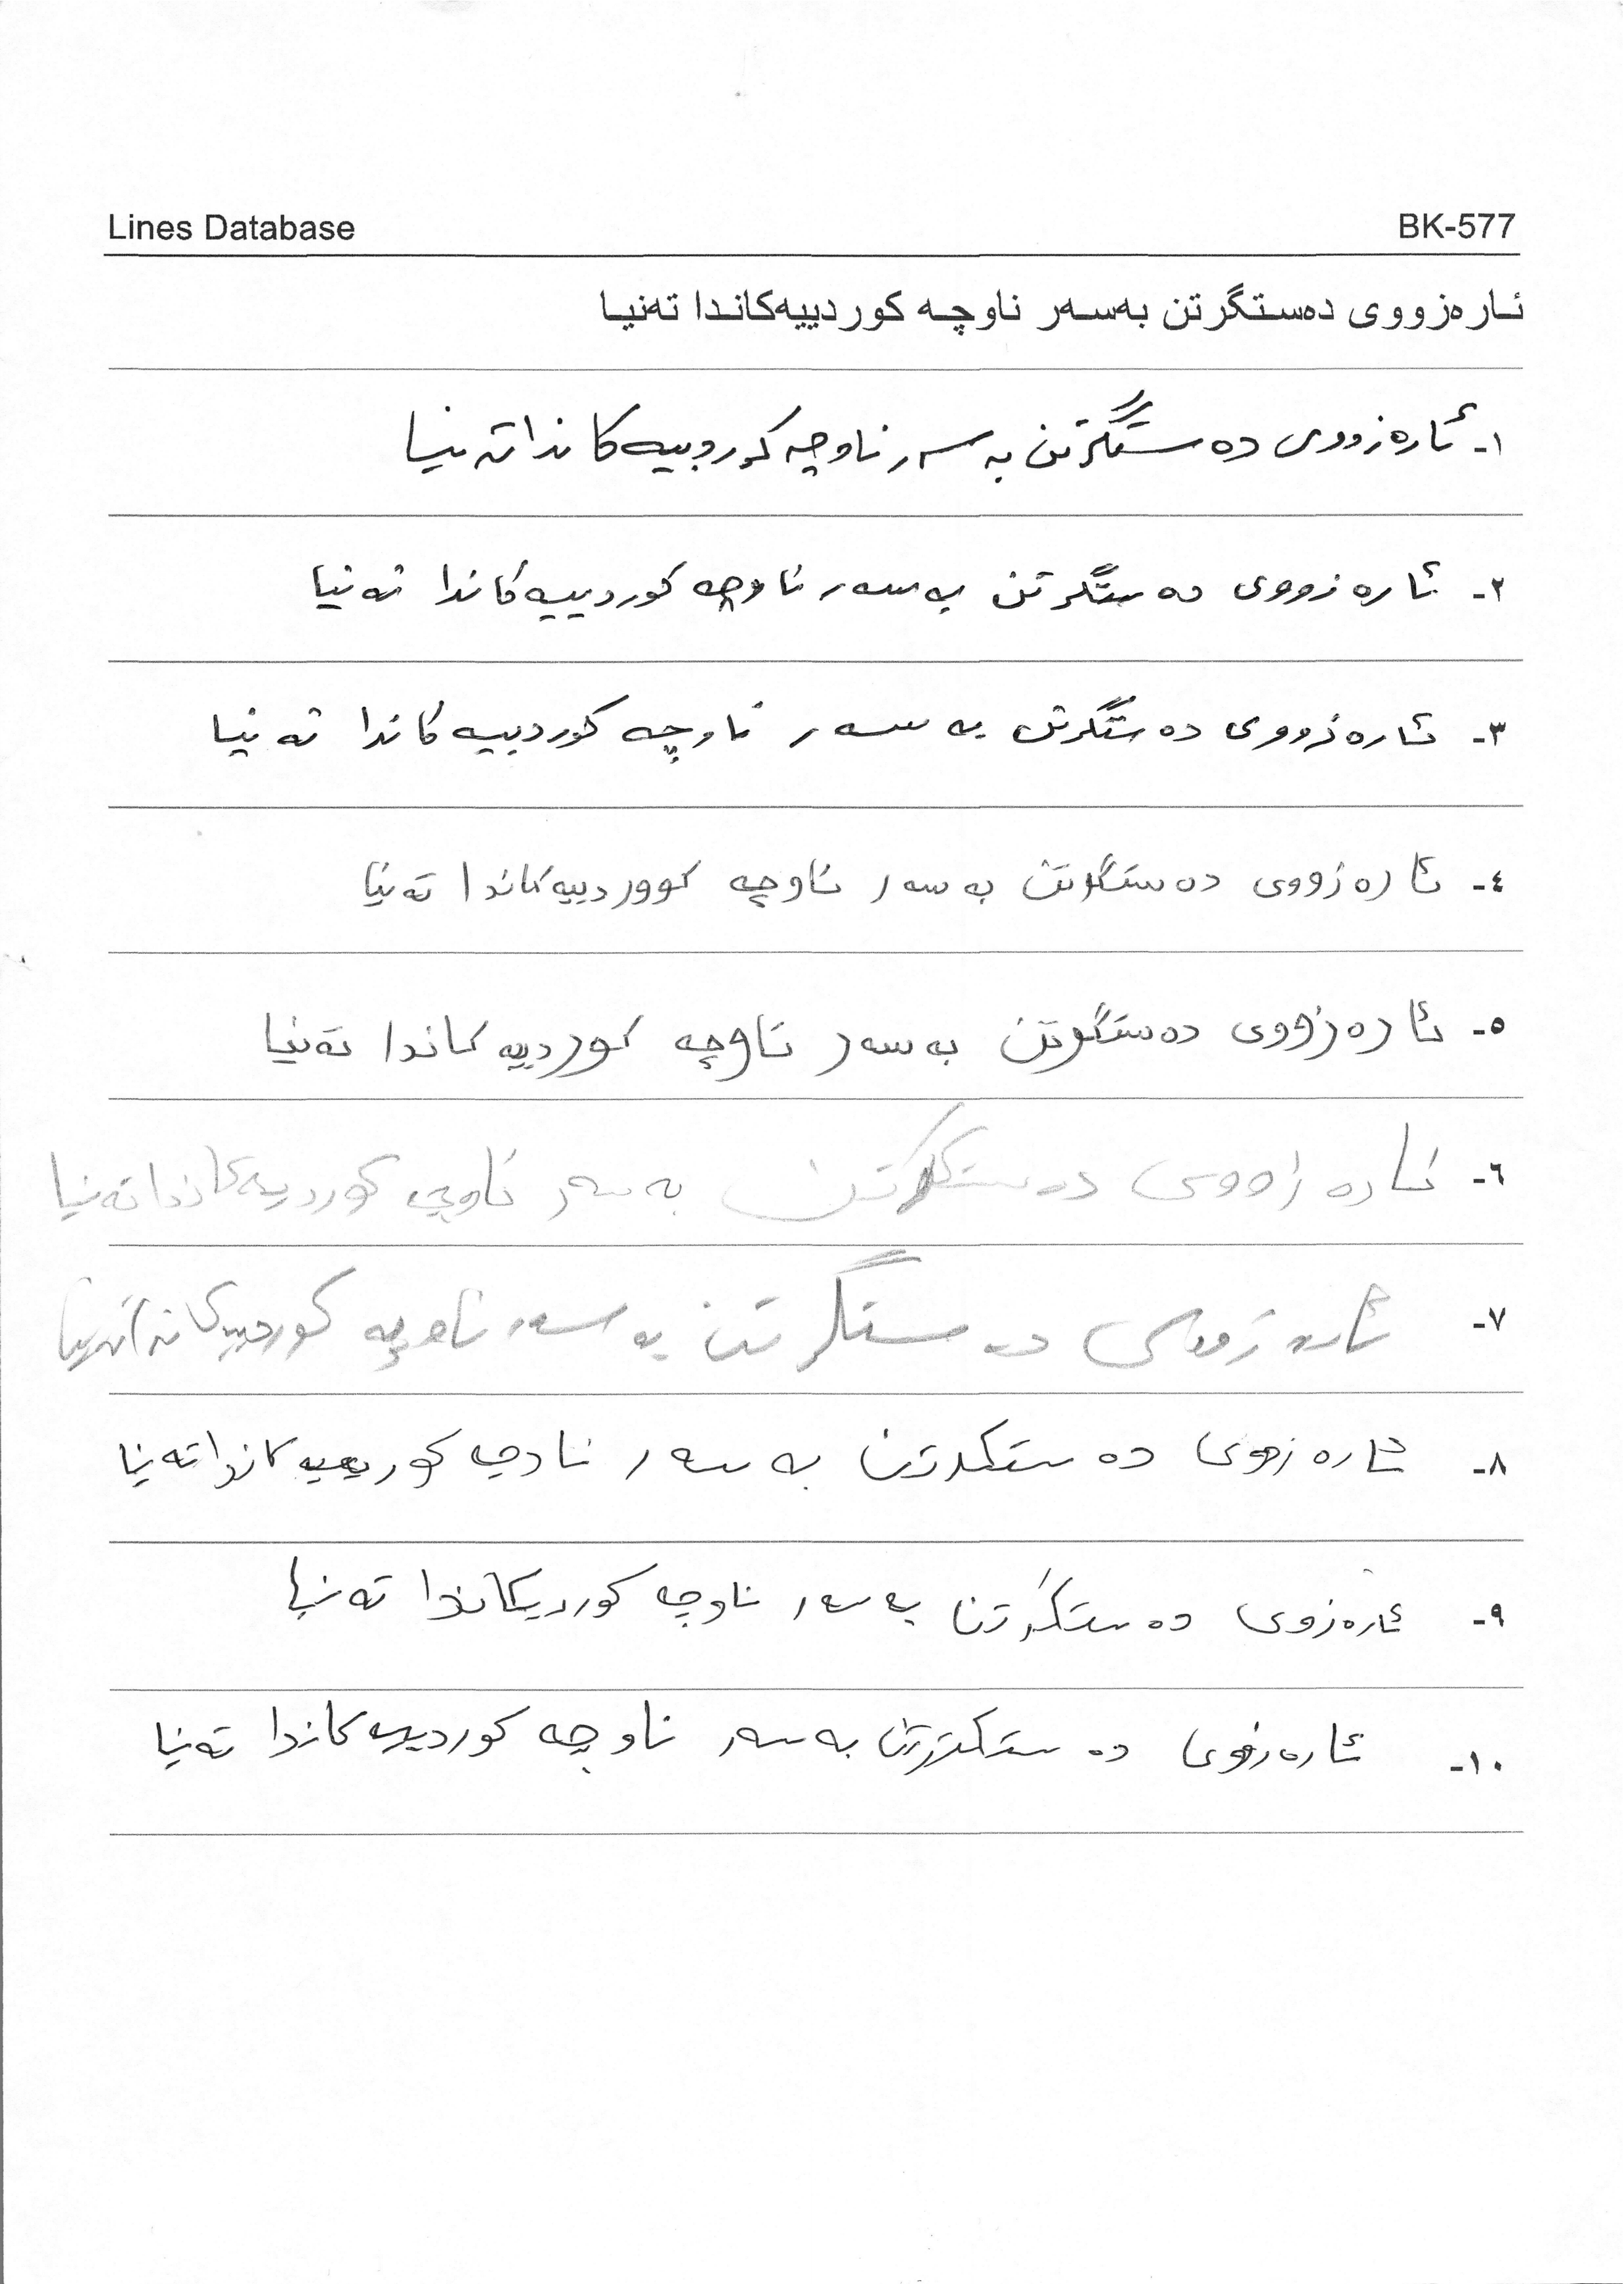 Lines Database BK-577
ئارەزووی دەستگرتن بەسەر ناوچە کوردییەکاندا تەنیا
١- ئارەزووی دەستگرتن بەسەر ناوچە کوردییەکاندا تەنیا
٢- ئارەزووی دەستگرتن بەسەر ناوچە کوردییەکاندا تەنیا
٣- ئارەزووی دەستگرتن بەسەر ناوچە کوردییەکاندا تەنیا
٤- ئارەزووی دەستگرتن بەسەر ناوچە کووردییەکاندا تەنیا
٥- ئارەزووی دەستگرتن بەسەر ناوچە کوردییەکاندا تەنیا
٦- ئارەزووی دەستگرتن بەسەر ناوچە کوردیەکاندا تەنیا
٧- ئارەزووی دەستگرتن بەسەر ناوچە کوردییەکاندا تەنیا
٨- ئارەزوی دەستکرتن بەسەر ناوچە کوردییەکاندا تەنیا
٩- ئارەزوی دەستگرتن بەسەر ناوچە کوردیکاندا تەنیا
١٠- ئارەزوی دەستکرتن بەسەر ناوچە کوردییەکاندا تەنیا